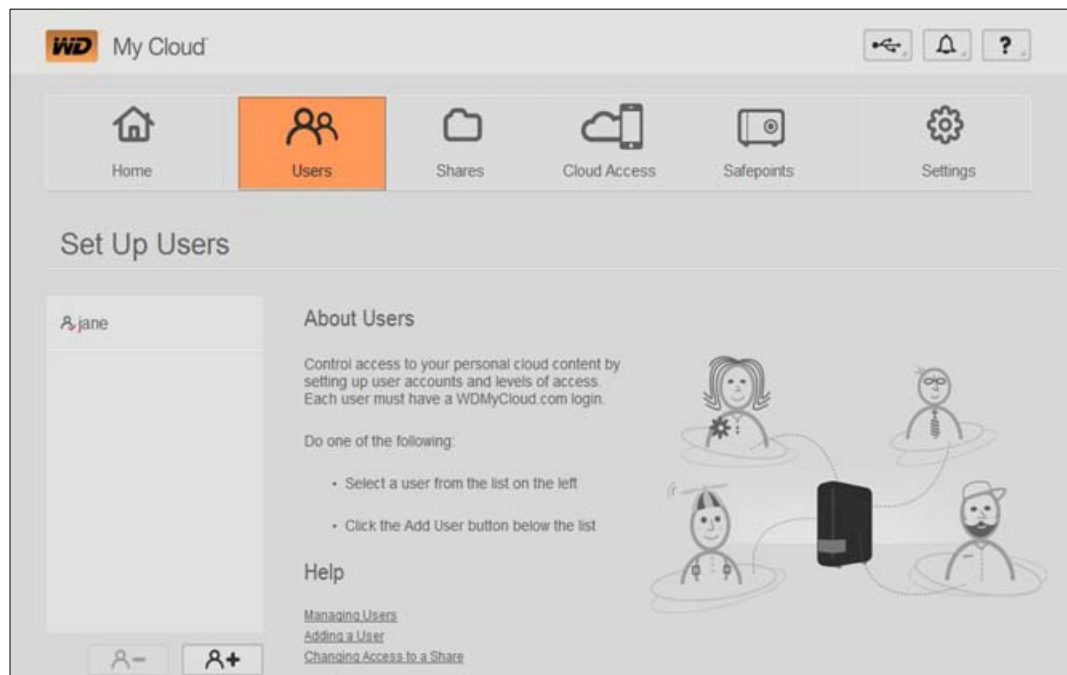 WD My Cloud
?
Home Users Shares Cloud Access Safepoints Settings
Set Up Users
jane
About Users
Control access to your personal cloud content by
setting up user accounts and levels of access.
Each user must have a WDMyCloud.com login.
Do one of the following:
• Select a user from the list on the left
• Click the Add User button below the list
Help
Managing Users
Adding a User
Changing Access to a Share